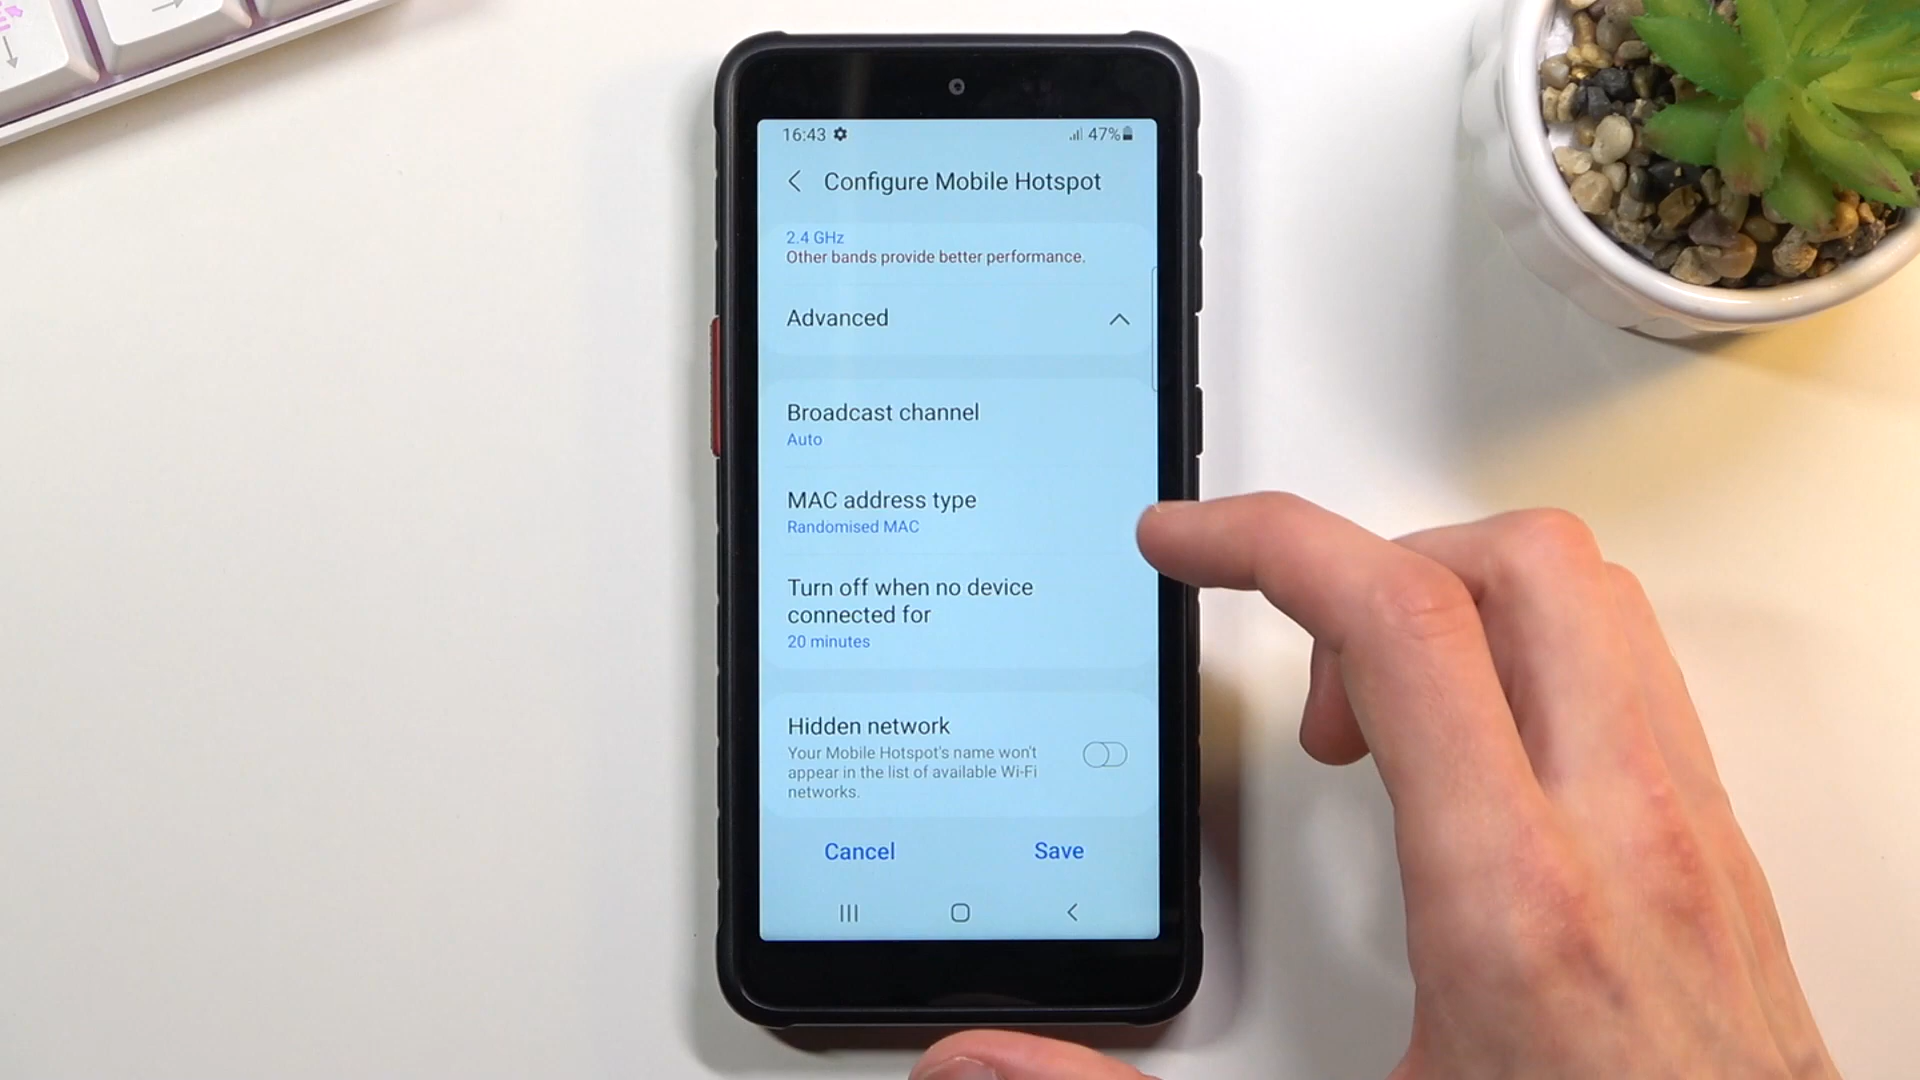 16:43
47%
Configure Mobile Hotspot
2.4 GHz
Other bands provide better performance.
Advanced
Broadcast channel
Auto
MAC address type
Randomised MAC
Turn off when no device
connected for
20 minutes
Hidden network
Your Mobile Hotspot's name won't
appear in the list of available Wi-Fi
networks.
Cancel
Save